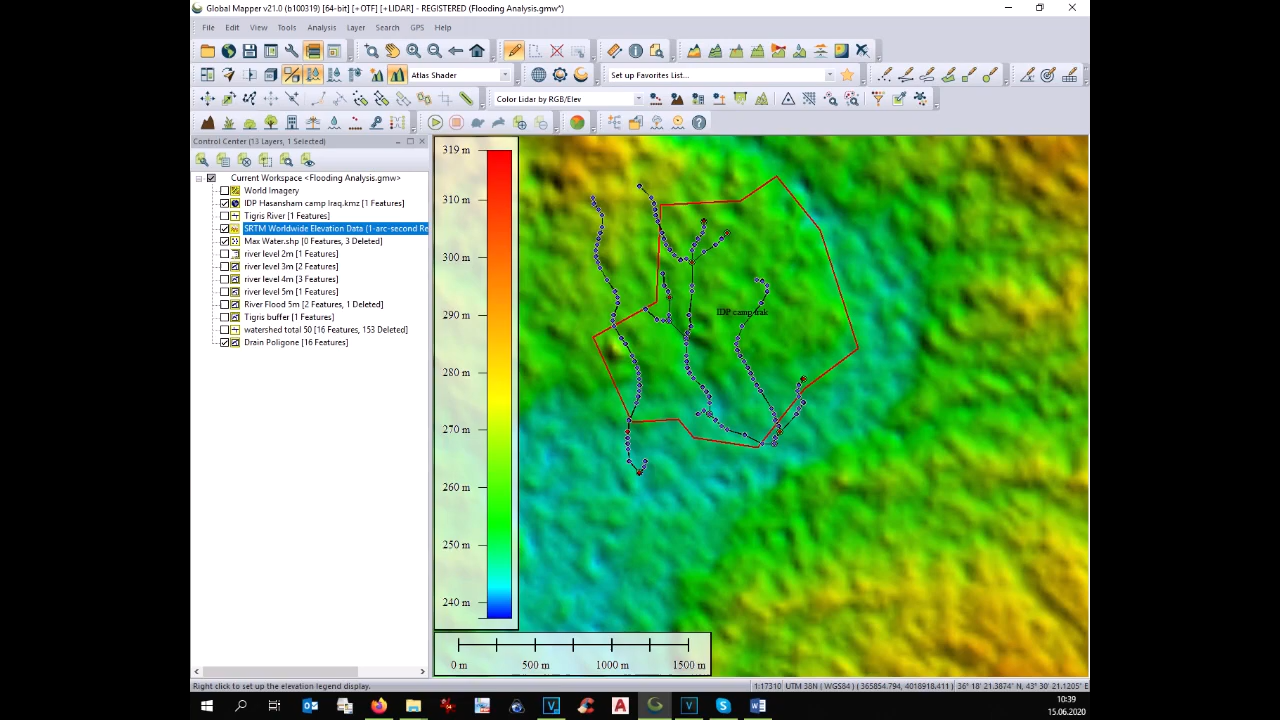 Global Mapper v21.0 (b100319) [64-bit] [+OTF] [+LIDAR] - REGISTERED (Flooding Analysis.gmw*)
File Edit View Tools Analysis Layer Search GPS Help
Atlas Shader
Set up Favorites List...
Color Lidar by RGB/Elev
Control Center (13 Layers, 1 Selected)
Current Workspace <Flooding Analysis.gmw>
World Imagery
IDP Hasansham camp Iraq.kmz [1 Features]
Tigris River [1 Features]
SRTM Worldwide Elevation Data (1-arc-second Re
Max Water.shp [0 Features, 3 Deleted]
river level 2m [1 Features]
river level 3m [2 Features]
river level 4m [3 Features]
river level 5m [1 Features]
River Flood 5m [2 Features, 1 Deleted]
Tigris buffer [1 Features]
watershed total 50 [16 Features, 153 Deleted]
Drain Poligone [16 Features]
319 m
310 m
300 m
290 m
280 m
270 m
260 m
250 m
240 m
IDP camp Irak
0 m 500 m 1000 m 1500 m
Right click to set up the elevation legend display.
1:17310 UTM 38N ( WGS84 ) ( 365854.794, 4018918.411 ) 36° 18' 21.3874" N, 43° 30' 21.1205" E
10:39
15.06.2020